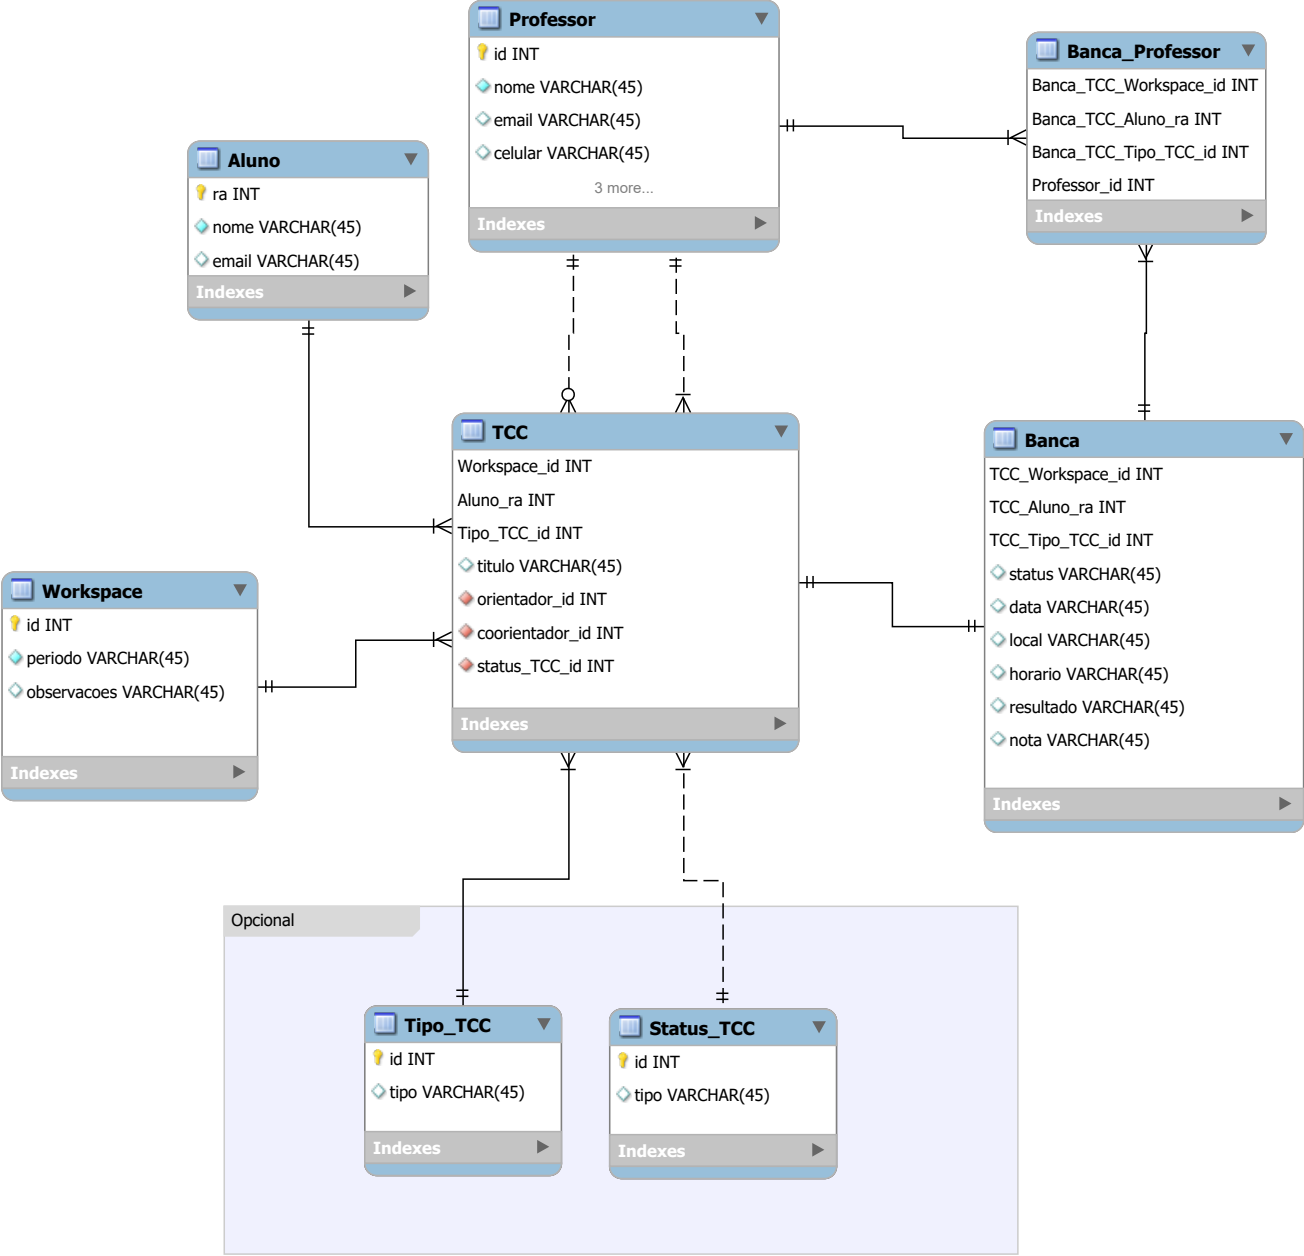 Professor
id INT
nome VARCHAR(45)
email VARCHAR(45)
celular VARCHAR(45)
3 more...
Indexes
Banca_Professor
Banca_TCC_Workspace_id INT
Banca_TCC_Aluno_ra INT
Banca_TCC_Tipo_TCC_id INT
Professor_id INT
Indexes
Aluno
ra INT
nome VARCHAR(45)
email VARCHAR(45)
Indexes
TCC
Workspace_id INT
Aluno_ra INT
Tipo_TCC_id INT
titulo VARCHAR(45)
orientador_id INT
coorientador_id INT
status_TCC_id INT
Indexes
Banca
TCC_Workspace_id INT
TCC_Aluno_ra INT
TCC_Tipo_TCC_id INT
status VARCHAR(45)
data VARCHAR(45)
local VARCHAR(45)
horario VARCHAR(45)
resultado VARCHAR(45)
nota VARCHAR(45)
Indexes
Workspace
id INT
periodo VARCHAR(45)
observacoes VARCHAR(45)
Indexes
Opcional
Tipo_TCC
id INT
tipo VARCHAR(45)
Indexes
Status_TCC
id INT
tipo VARCHAR(45)
Indexes